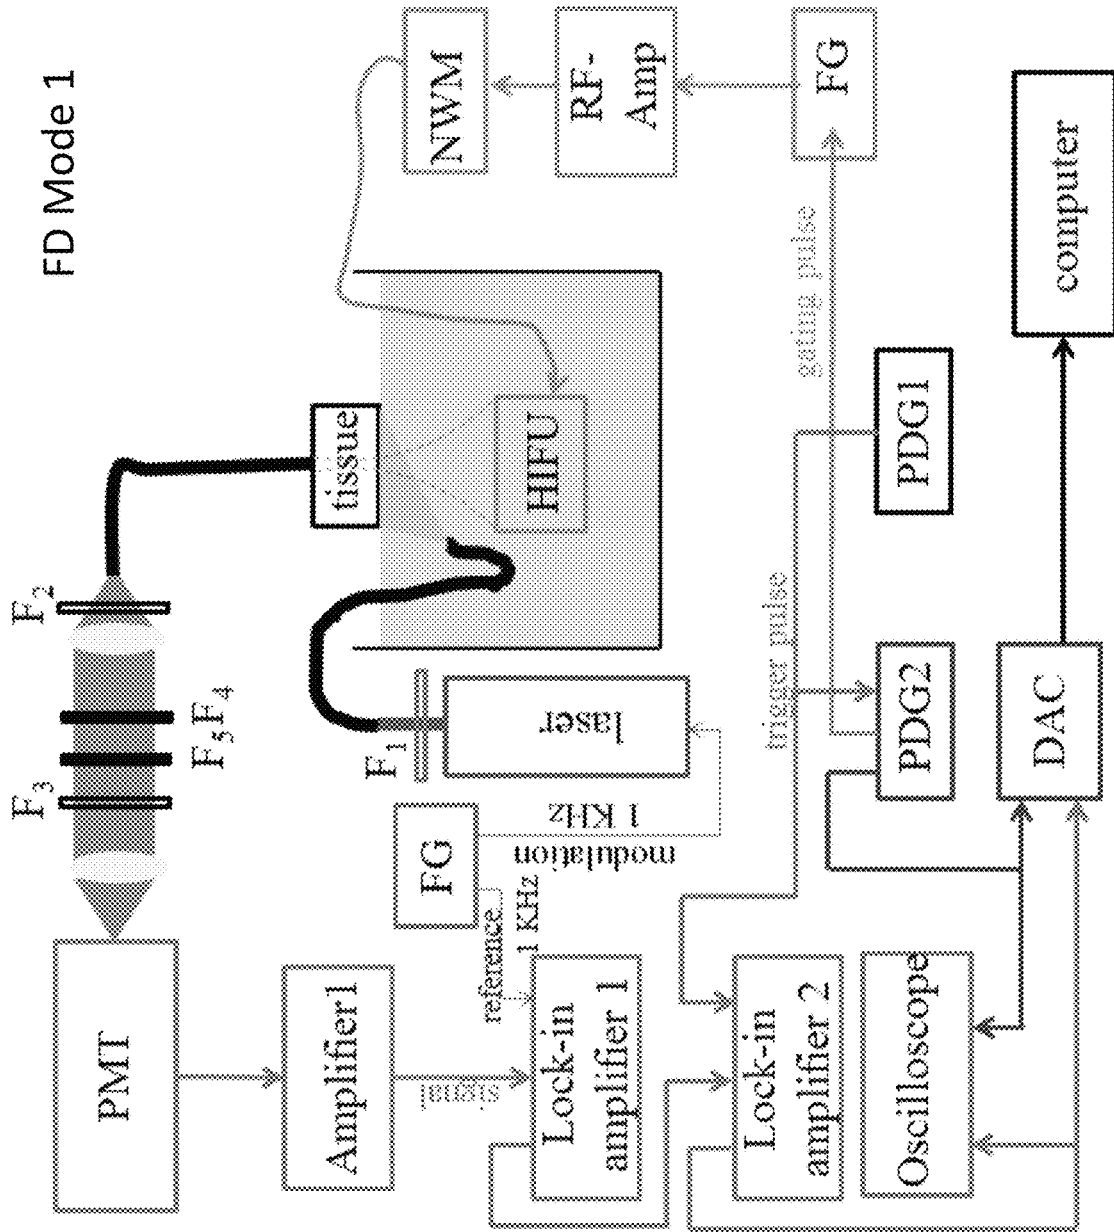 FD Mode 1
PMT
F₃
F₅F₄
F₂
Amplifier1
signal
FG
reference
1 KHz
modulation
1 KHz
F₁
laser
tissue
HIFU
NWM
RF-
Amp
FG
Lock-in
amplifier 1
Lock-in
amplifier 2
Oscilloscope
trigger pulse
gating pulse
PDG2
PDG1
DAC
computer